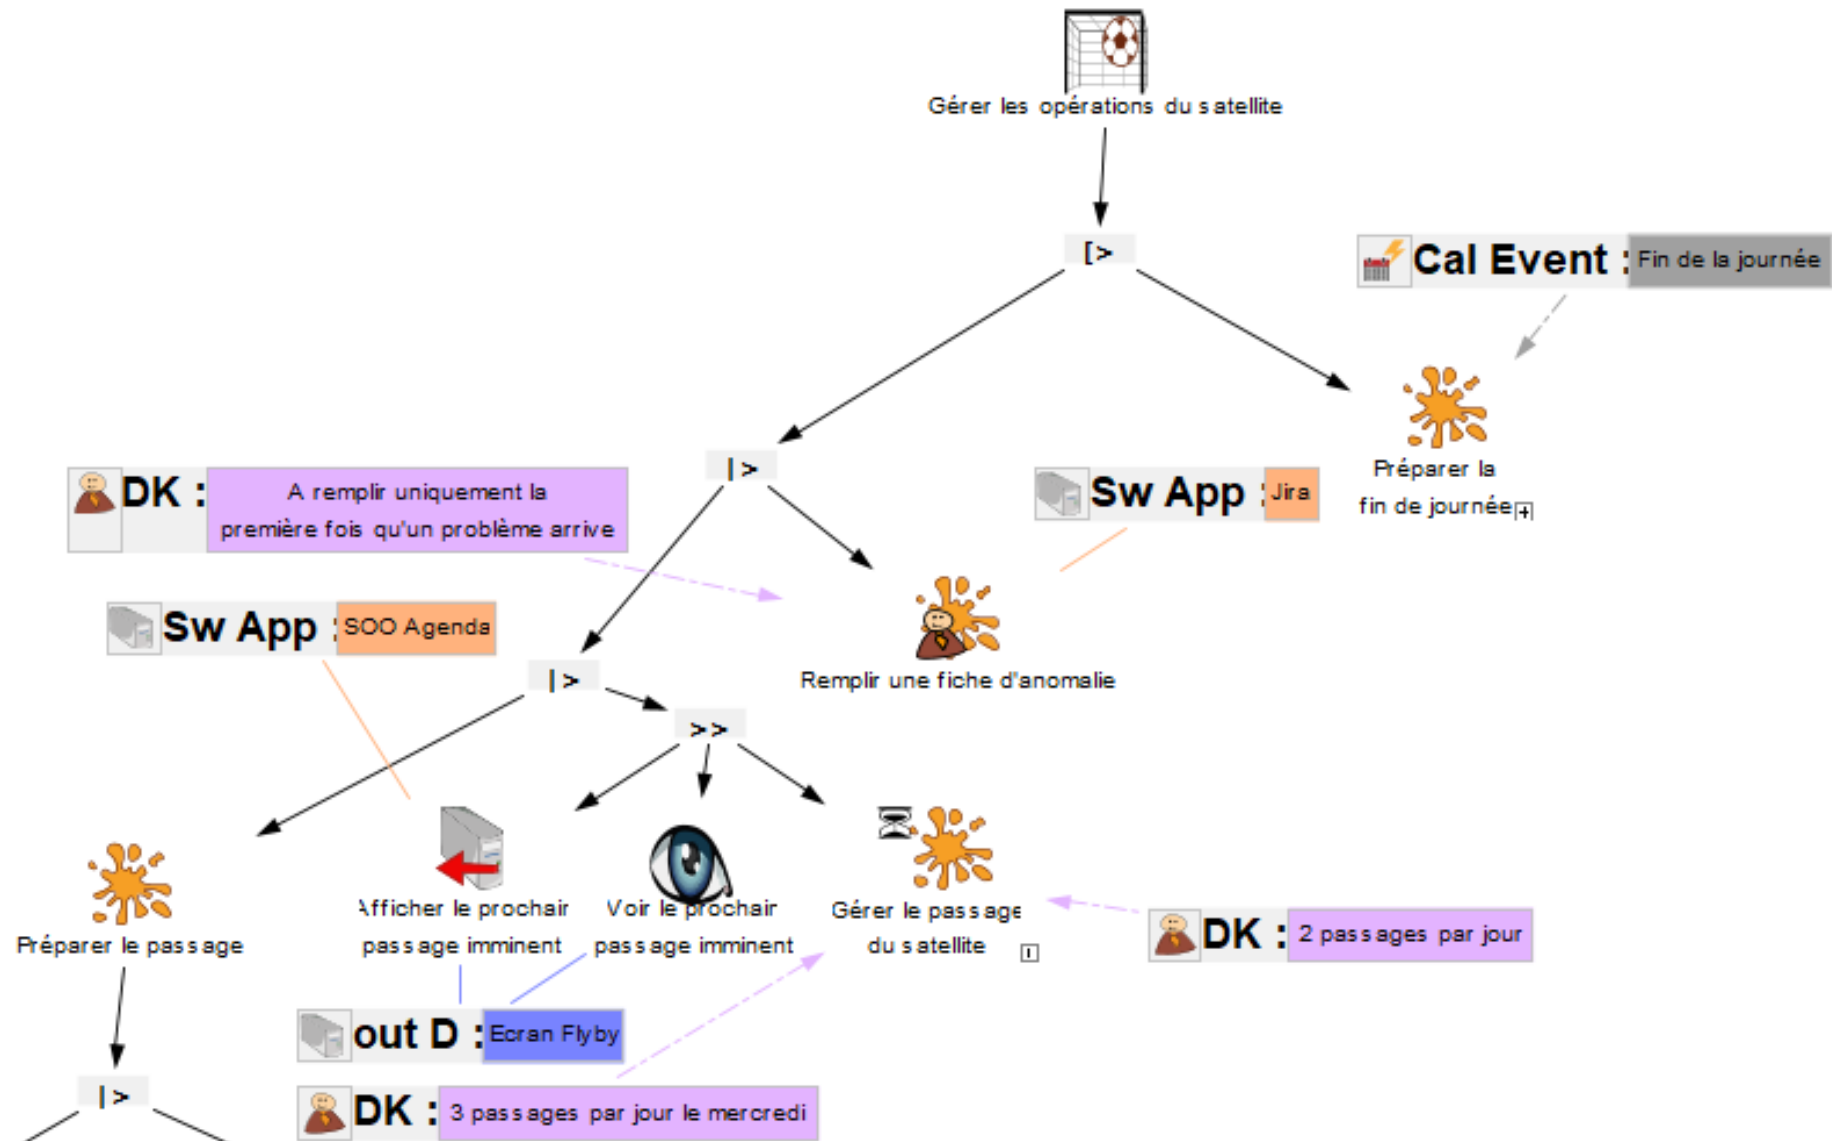 Gérer les opérations du satellite
[>
Cal Event : Fin de la journée
|>
Préparer la
fin de journée
DK : A remplir uniquement la
première fois qu'un problème arrive
Sw App : Jira
Sw App : SOO Agenda
Remplir une fiche d'anomalie
|>
>>
Préparer le passage
Afficher le prochain
passage imminent
Voir le prochain
passage imminent
Gérer le passage
du satellite
DK : 2 passages par jour
out D : Ecran Flyby
|>
DK : 3 passages par jour le mercredi